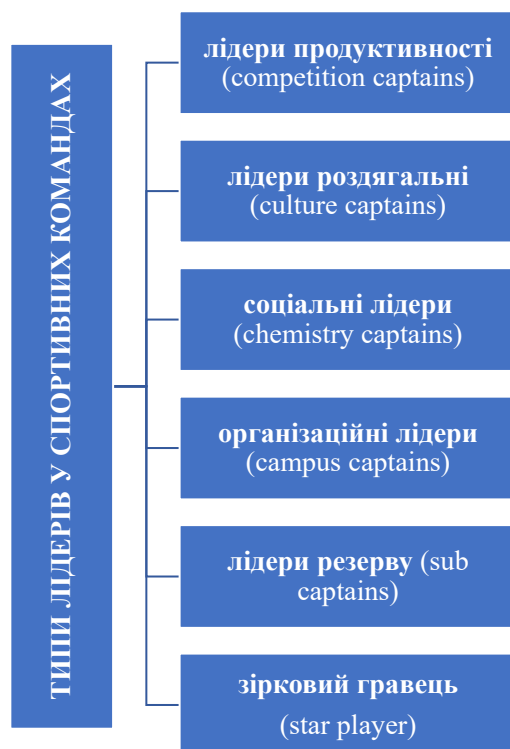 ТИПИ ЛІДЕРІВ У СПОРТИВНИХ КОМАНДАХ
лідери продуктивності
(competition captains)
лідери роздягальні
(culture captains)
соціальні лідери
(chemistry captains)
організаційні лідери
(campus captains)
лідери резерву (sub
captains)
зірковий гравець
(star player)